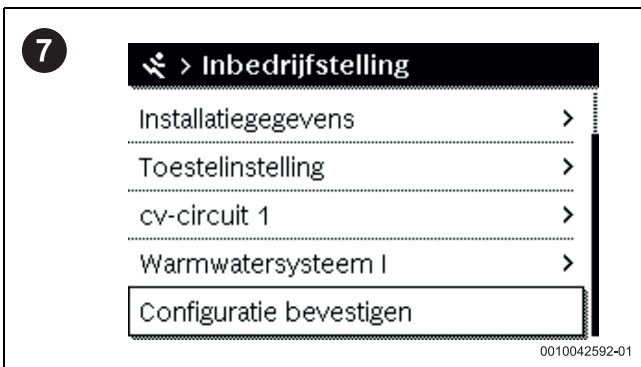 7
> Inbedrijfstelling
Installatiegegevens >
Toestelinstelling >
cv-circuit 1 >
Warmwatersysteem I >
Configuratie bevestigen
0010042592-01